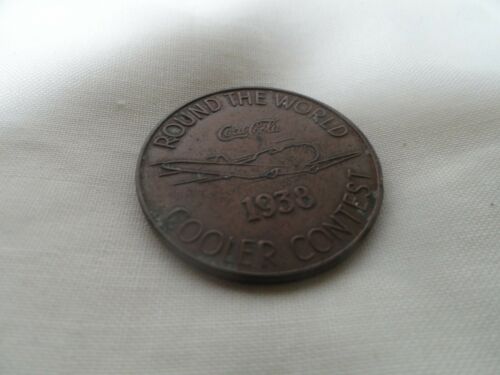 ROUND THE WORLD
Coca-Cola
1938
COOLER CONTEST